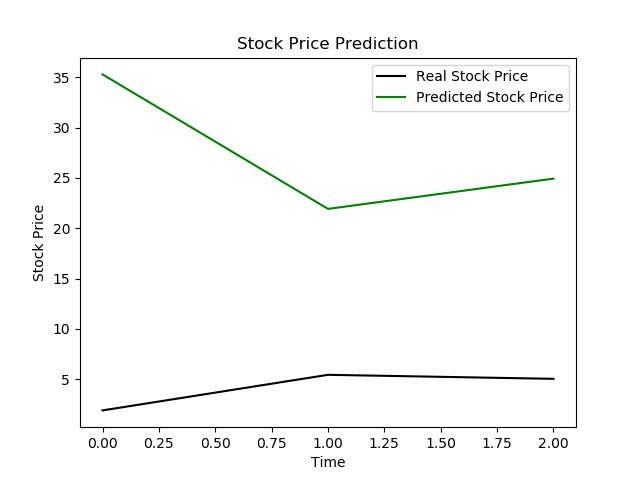 Stock Price Prediction
Real Stock Price
Predicted Stock Price
Stock Price
35
30
25
20
15
10
5
0.00 0.25 0.50 0.75 1.00 1.25 1.50 1.75 2.00
Time